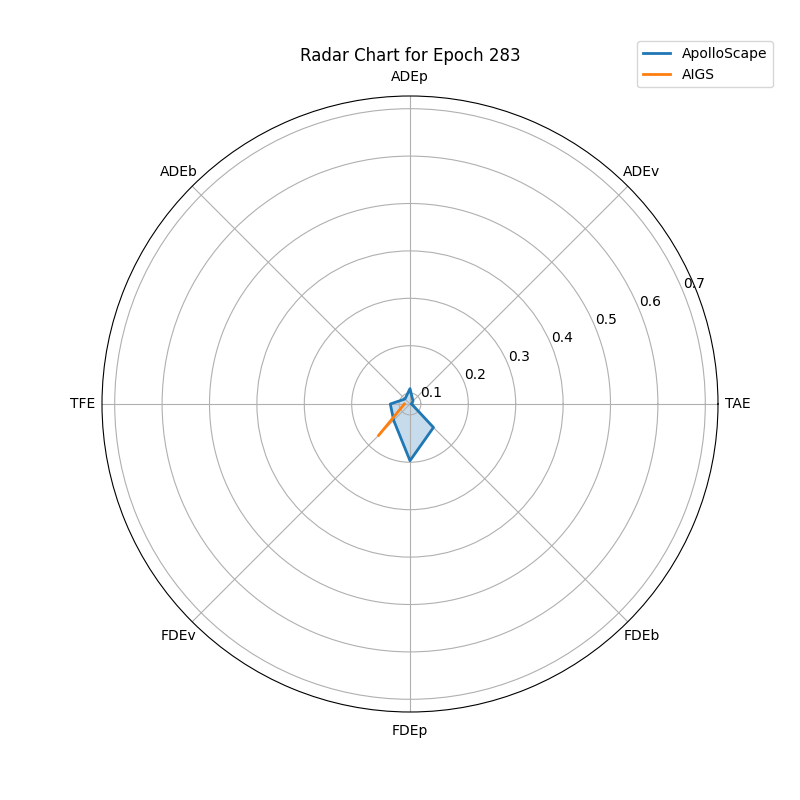 Radar Chart for Epoch 283
ApolloScape
AIGS
ADEp
ADEb
ADEv
0.7
0.6
0.5
0.4
0.3
0.2
0.1
TFE
TAE
FDEv
FDEb
FDEp